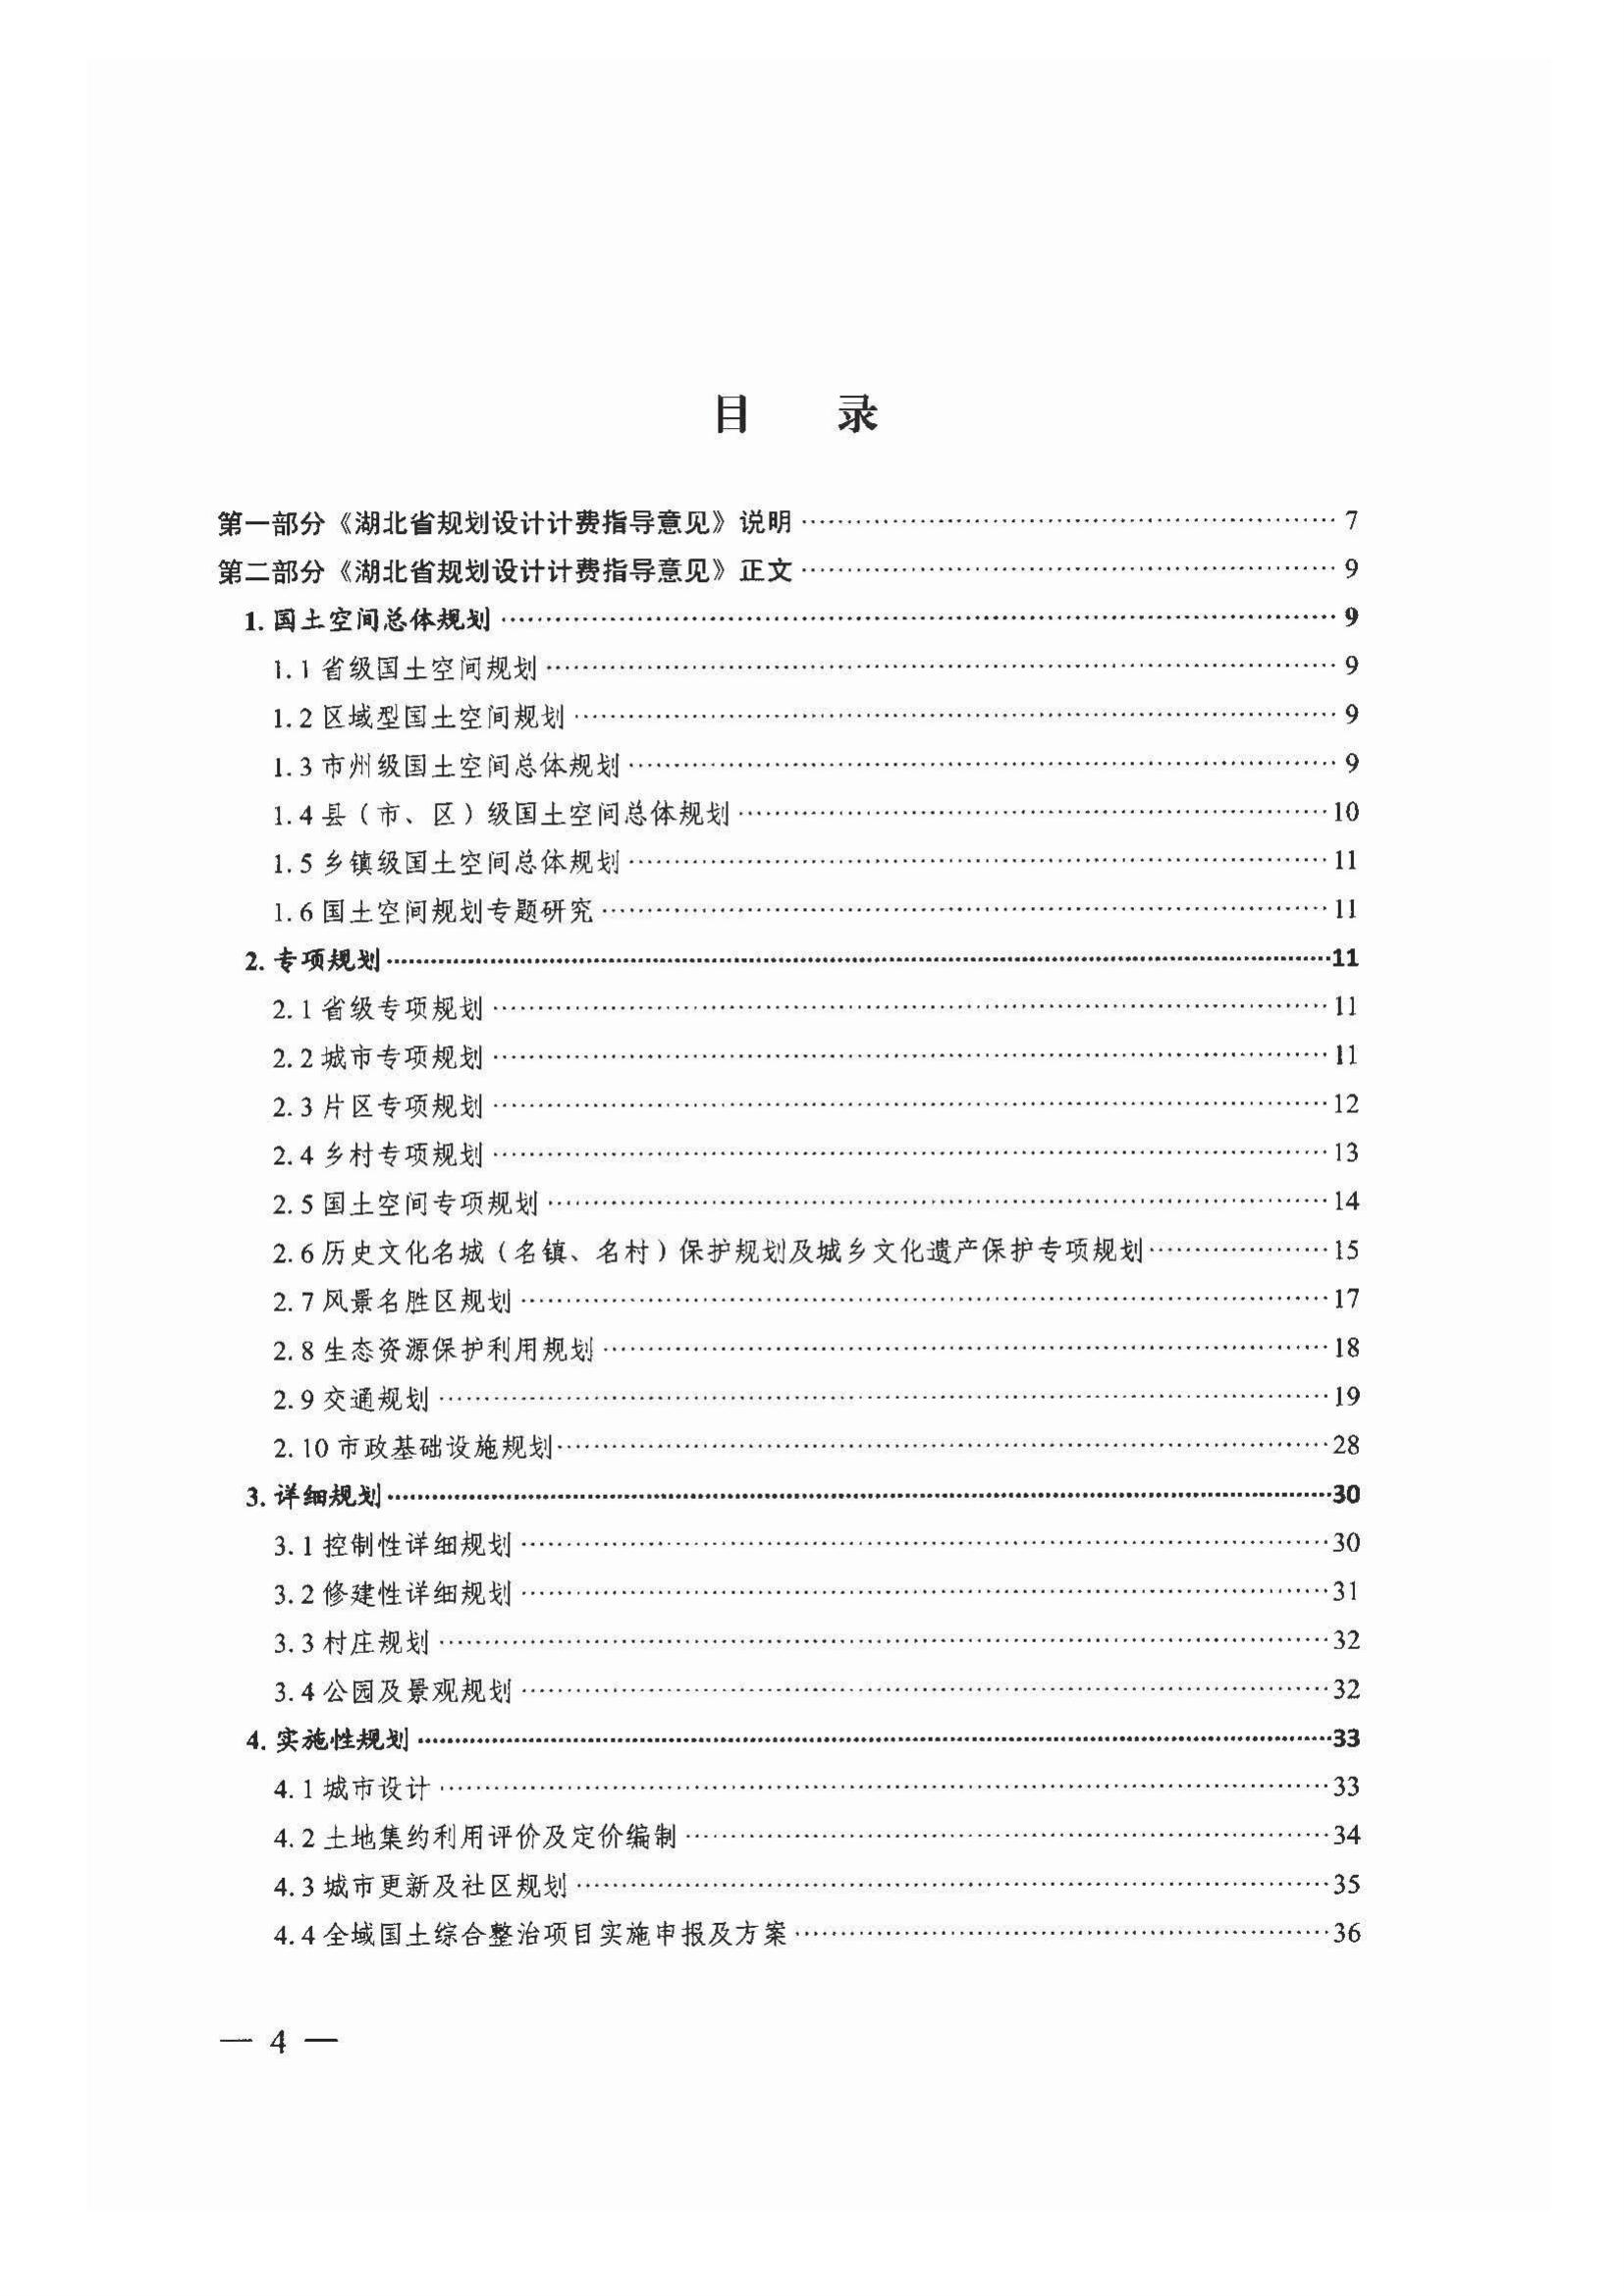 目 录
第一部分《湖北省规划设计计费指导意见》说明 ………… 7
第二部分《湖北省规划设计计费指导意见》正文 ………… 9
1. 国土空间总体规划 ………… 9
1.1 省级国土空间规划 ………… 9
1.2 区域型国土空间规划 ………… 9
1.3 市州级国土空间总体规划 ………… 9
1.4 县（市、区）级国土空间总体规划 ………… 10
1.5 乡镇级国土空间总体规划 ………… 11
1.6 国土空间规划专题研究 ………… 11
2. 专项规划 ………… 11
2.1 省级专项规划 ………… 11
2.2 城市专项规划 ………… 11
2.3 片区专项规划 ………… 12
2.4 乡村专项规划 ………… 13
2.5 国土空间专项规划 ………… 14
2.6 历史文化名城（名镇、名村）保护规划及城乡文化遗产保护专项规划 ………… 15
2.7 风景名胜区规划 ………… 17
2.8 生态资源保护利用规划 ………… 18
2.9 交通规划 ………… 19
2.10 市政基础设施规划 ………… 28
3. 详细规划 ………… 30
3.1 控制性详细规划 ………… 30
3.2 修建性详细规划 ………… 31
3.3 村庄规划 ………… 32
3.4 公园及景观规划 ………… 32
4. 实施性规划 ………… 33
4.1 城市设计 ………… 33
4.2 土地集约利用评价及定价编制 ………… 34
4.3 城市更新及社区规划 ………… 35
4.4 全域国土综合整治项目实施申报及方案 ………… 36
— 4 —